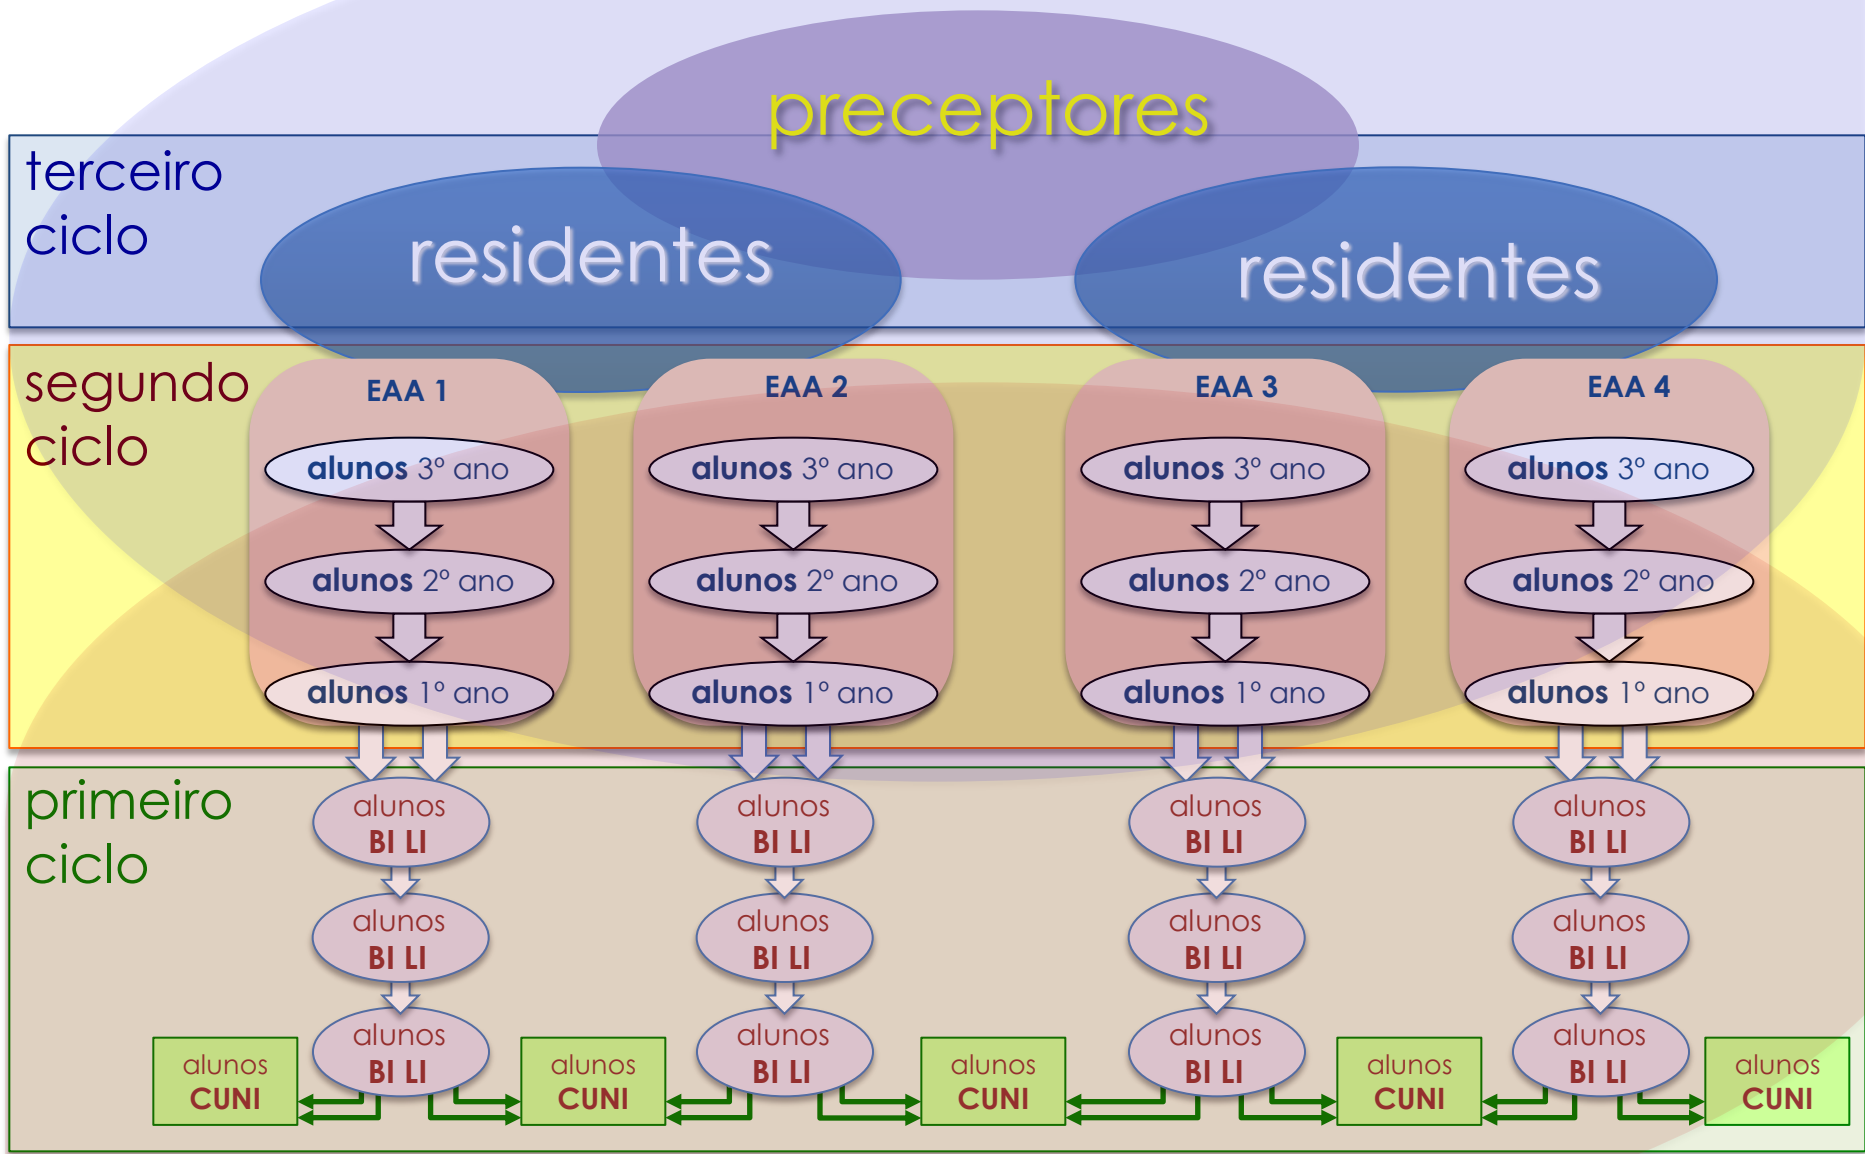 preceptores
terceiro
ciclo
residentes
residentes
segundo
ciclo
EAA 1
EAA 2
EAA 3
EAA 4
alunos 3º ano
alunos 3º ano
alunos 3º ano
alunos 3º ano
alunos 2º ano
alunos 2º ano
alunos 2º ano
alunos 2º ano
alunos 1º ano
alunos 1º ano
alunos 1º ano
alunos 1º ano
primeiro
ciclo
alunos
BI LI
alunos
BI LI
alunos
BI LI
alunos
BI LI
alunos
BI LI
alunos
BI LI
alunos
BI LI
alunos
BI LI
alunos
CUNI
alunos
BI LI
alunos
CUNI
alunos
BI LI
alunos
CUNI
alunos
BI LI
alunos
CUNI
alunos
BI LI
alunos
CUNI